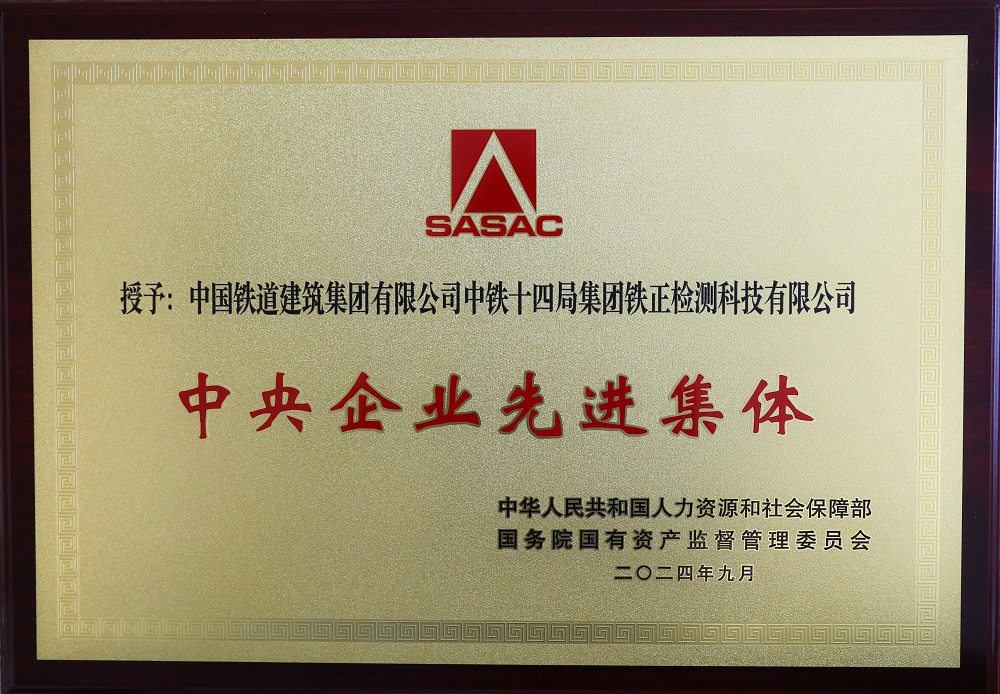 SASAC
授予：中国铁道建筑集团有限公司中铁十四局集团铁正检测科技有限公司
中央企业先进集体
中华人民共和国人力资源和社会保障部
国务院国有资产监督管理委员会
二〇二四年九月